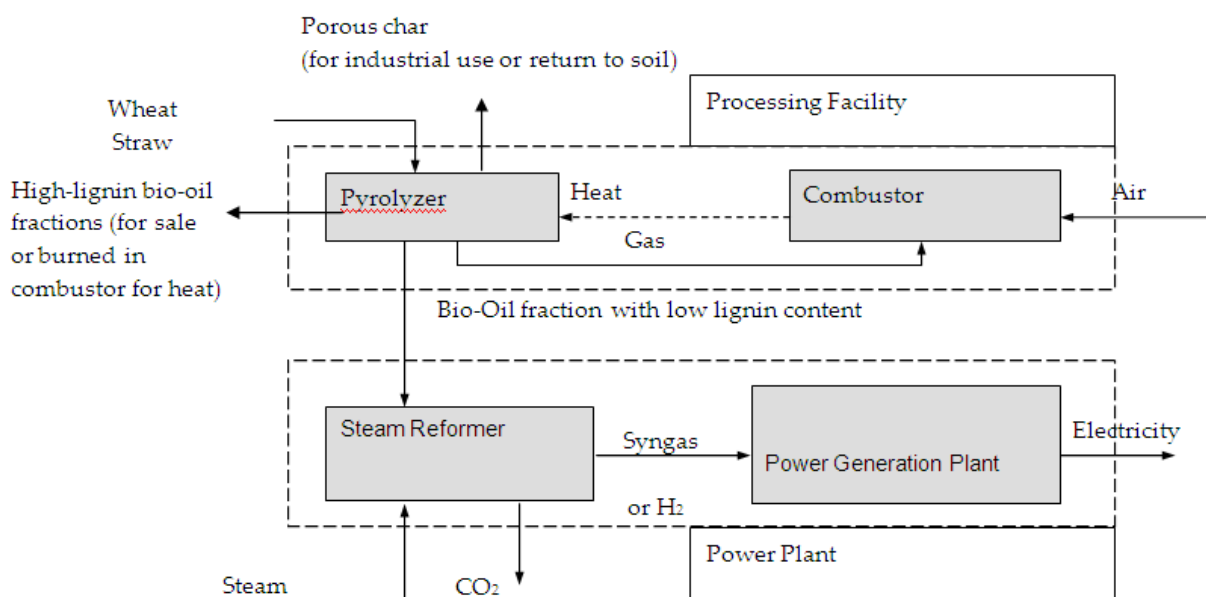 Porous char
(for industrial use or return to soil)
Processing Facility
Wheat
Straw
High-lignin bio-oil
fractions (for sale
or burned in
combustor for heat)
Pyrolyzer
Heat
Gas
Combustor
Air
Bio-Oil fraction with low lignin content
Steam Reformer
Syngas
or H₂
Power Generation Plant
Electricity
Power Plant
Steam
CO₂